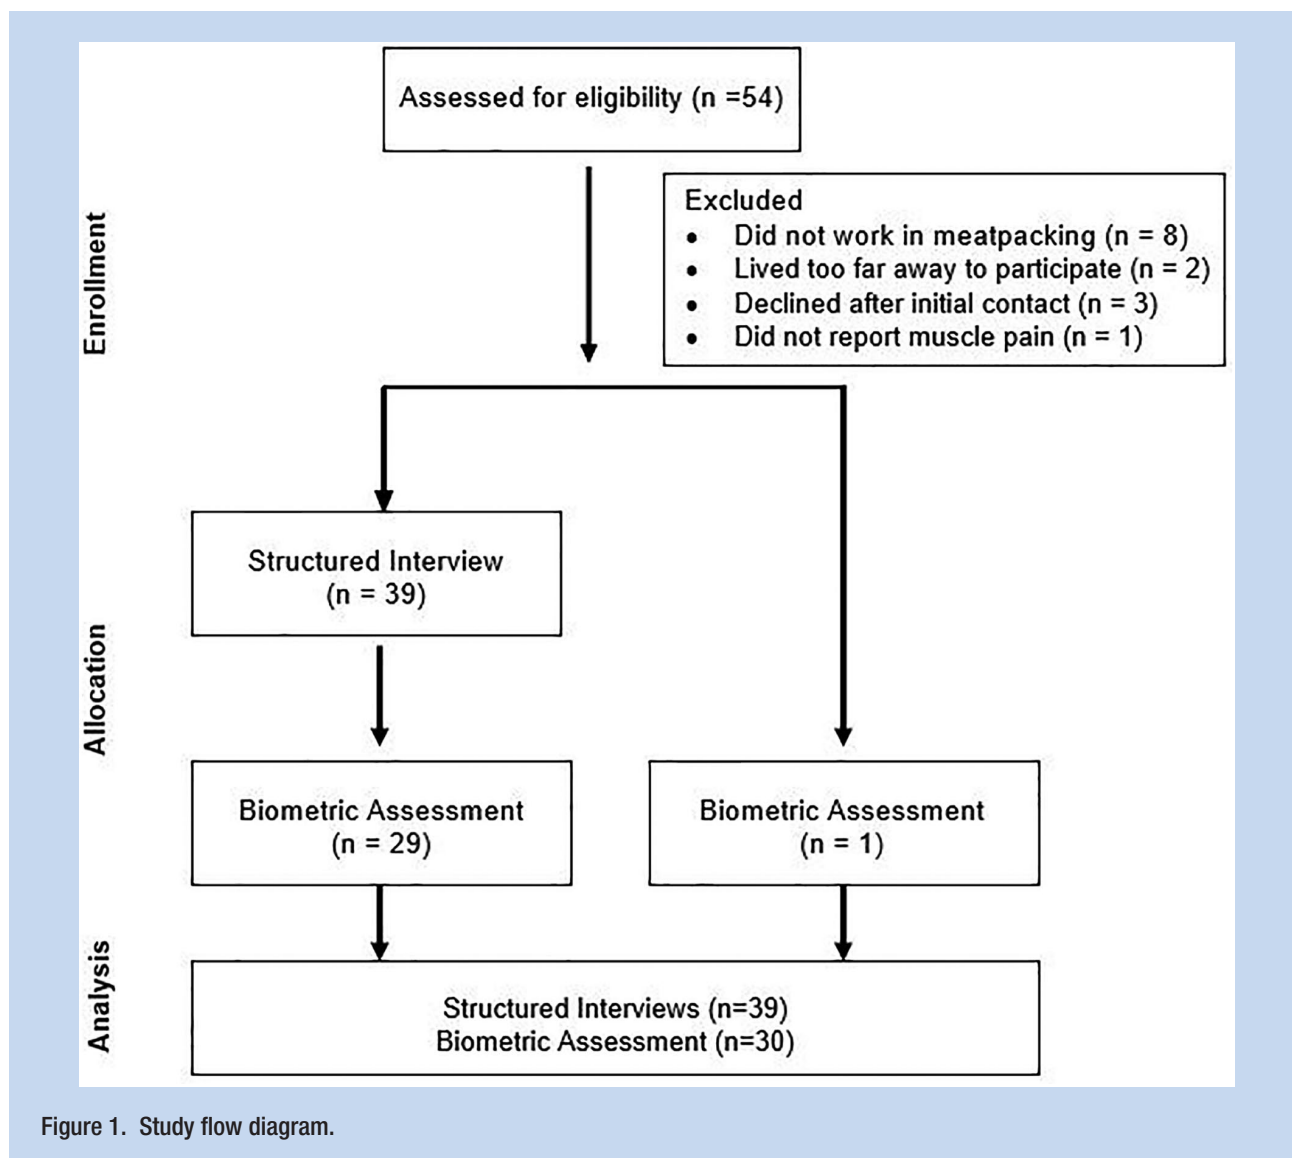 Assessed for eligibility (n =54)
Enrollment
Excluded
• Did not work in meatpacking (n = 8)
• Lived too far away to participate (n = 2)
• Declined after initial contact (n = 3)
• Did not report muscle pain (n = 1)
Structured Interview
(n = 39)
Allocation
Biometric Assessment
(n = 29)
Biometric Assessment
(n = 1)
Analysis
Structured Interviews (n=39)
Biometric Assessment (n=30)
Figure 1. Study flow diagram.